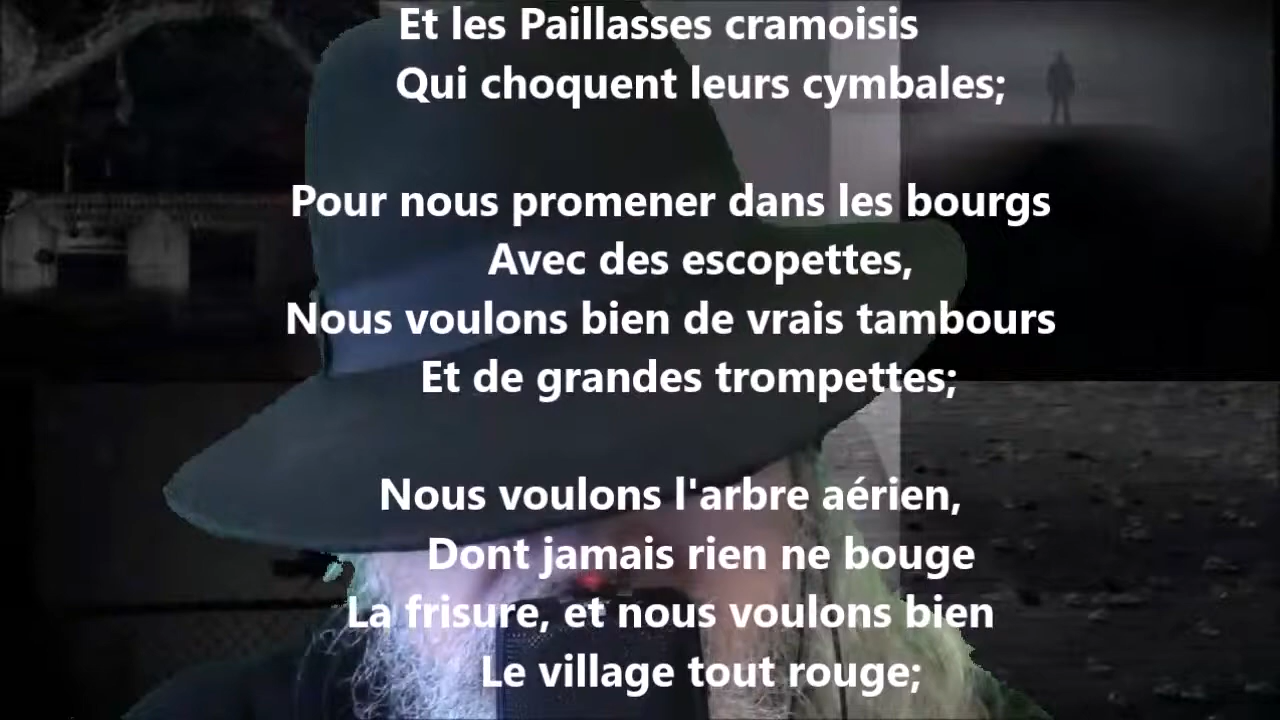 Et les Paillasses cramoisis
Qui choquent leurs cymbales;
Pour nous promener dans les bourgs
Avec des escopettes,
Nous voulons bien de vrais tambours
Et de grandes trompettes;
Nous voulons l'arbre aérien,
Dont jamais rien ne bouge
La frisure, et nous voulons bien
Le village tout rouge;